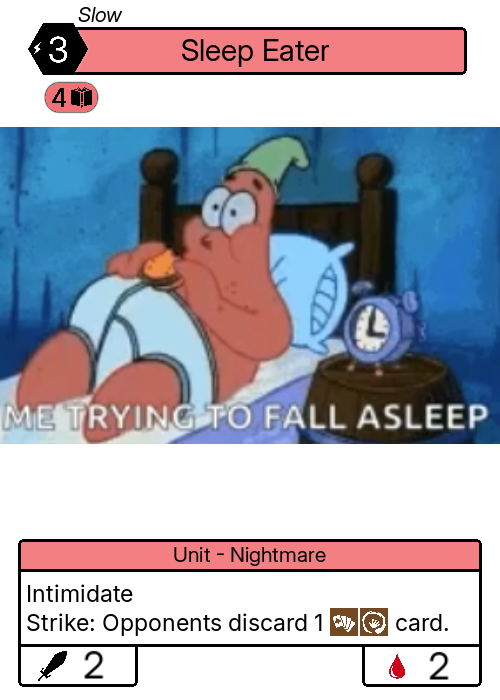 Slow
3
Sleep Eater
4
ME TRYING TO FALL ASLEEP
Unit - Nightmare
Intimidate
Strike: Opponents discard 1 card.
2
2